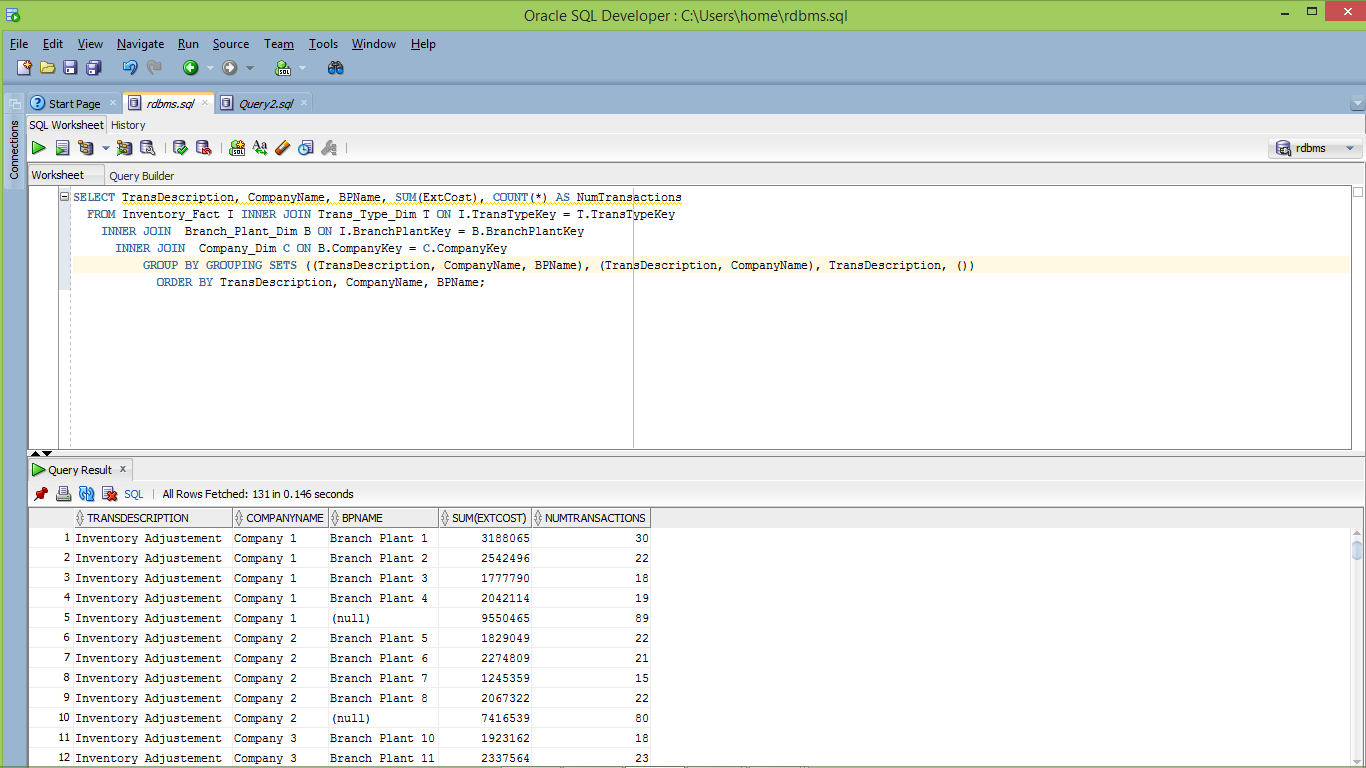 Oracle SQL Developer : C:\Users\home\rdbms.sql
File Edit View Navigate Run Source Team Tools Window Help
Start Page rdbms.sql Query2.sql
Connections
SQL Worksheet History
rdbms
Worksheet Query Builder
SELECT TransDescription, CompanyName, BPName, SUM(ExtCost), COUNT(*) AS NumTransactions
FROM Inventory_Fact I INNER JOIN Trans_Type_Dim T ON I.TransTypeKey = T.TransTypeKey
INNER JOIN Branch_Plant_Dim B ON I.BranchPlantKey = B.BranchPlantKey
INNER JOIN Company_Dim C ON B.CompanyKey = C.CompanyKey
GROUP BY GROUPING SETS ((TransDescription, CompanyName, BPName), (TransDescription, CompanyName), TransDescription, ())
ORDER BY TransDescription, CompanyName, BPName;
Query Result x
SQL | All Rows Fetched: 131 in 0.146 seconds
TRANSDESCRIPTION COMPANYNAME BPNAME SUM(EXTCOST) NUMTRANSACTIONS
1 Inventory Adjustement Company 1 Branch Plant 1 3188065 30
2 Inventory Adjustement Company 1 Branch Plant 2 2542496 22
3 Inventory Adjustement Company 1 Branch Plant 3 1777790 18
4 Inventory Adjustement Company 1 Branch Plant 4 2042114 19
5 Inventory Adjustement Company 1 (null) 9550465 89
6 Inventory Adjustement Company 2 Branch Plant 5 1829049 22
7 Inventory Adjustement Company 2 Branch Plant 6 2274809 21
8 Inventory Adjustement Company 2 Branch Plant 7 1245359 15
9 Inventory Adjustement Company 2 Branch Plant 8 2067322 22
10 Inventory Adjustement Company 2 (null) 7416539 80
11 Inventory Adjustement Company 3 Branch Plant 10 1923162 18
12 Inventory Adjustement Company 3 Branch Plant 11 2337564 23